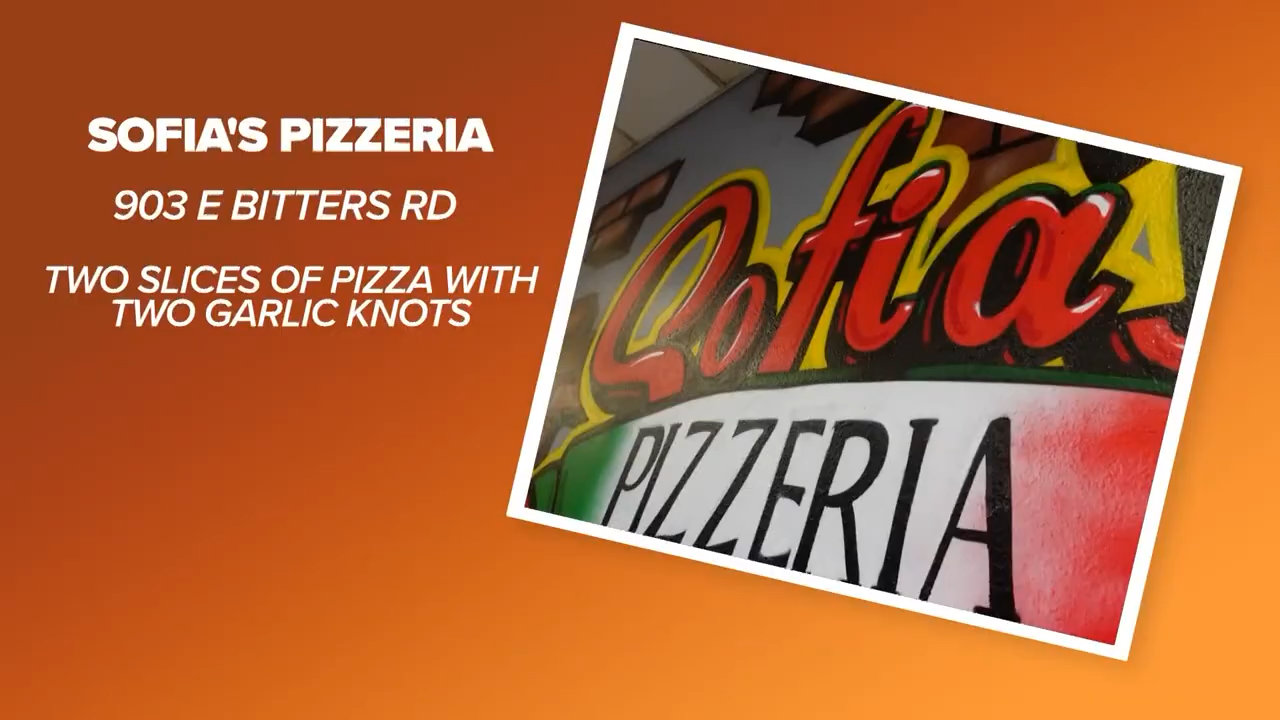 SOFIA'S PIZZERIA
903 E BITTERS RD
TWO SLICES OF PIZZA WITH
TWO GARLIC KNOTS
Sofia's
PIZZERIA